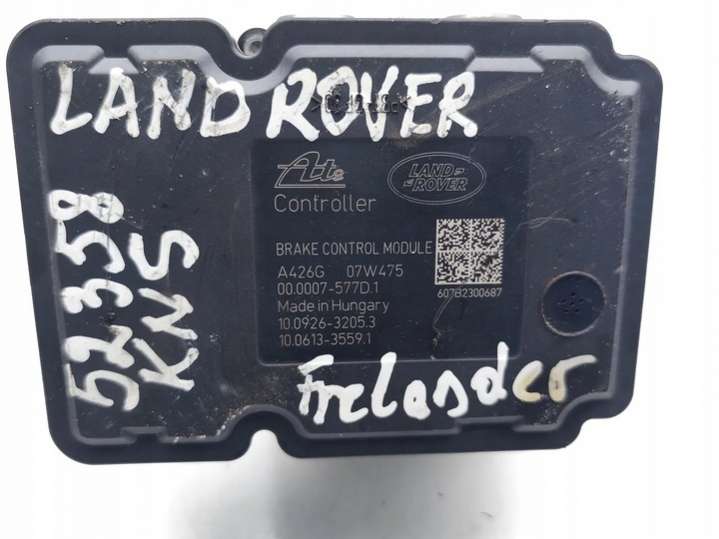 LAND ROVER
Ate
LAND ROVER
Controller
BRAKE CONTROL MODULE
A426G 07W475
00.0007-577D.1
Made in Hungary
10.0926-3205.3
10.0613-3559.1
607B2300687
52358
KNS
Frelander